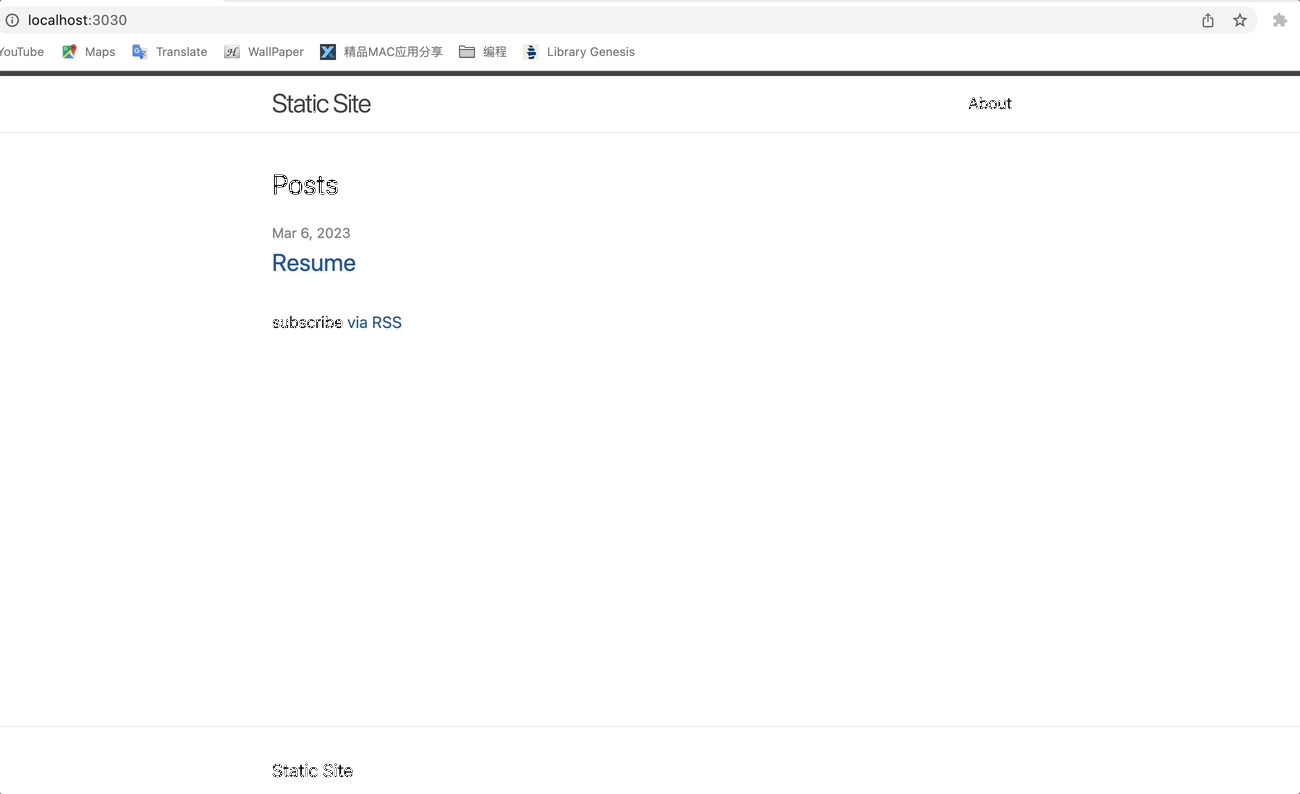 localhost:3030
YouTube Maps Translate WallPaper 精品MAC应用分享 编程 Library Genesis
Static Site About
Posts
Mar 6, 2023
Resume
subscribe via RSS
Static Site